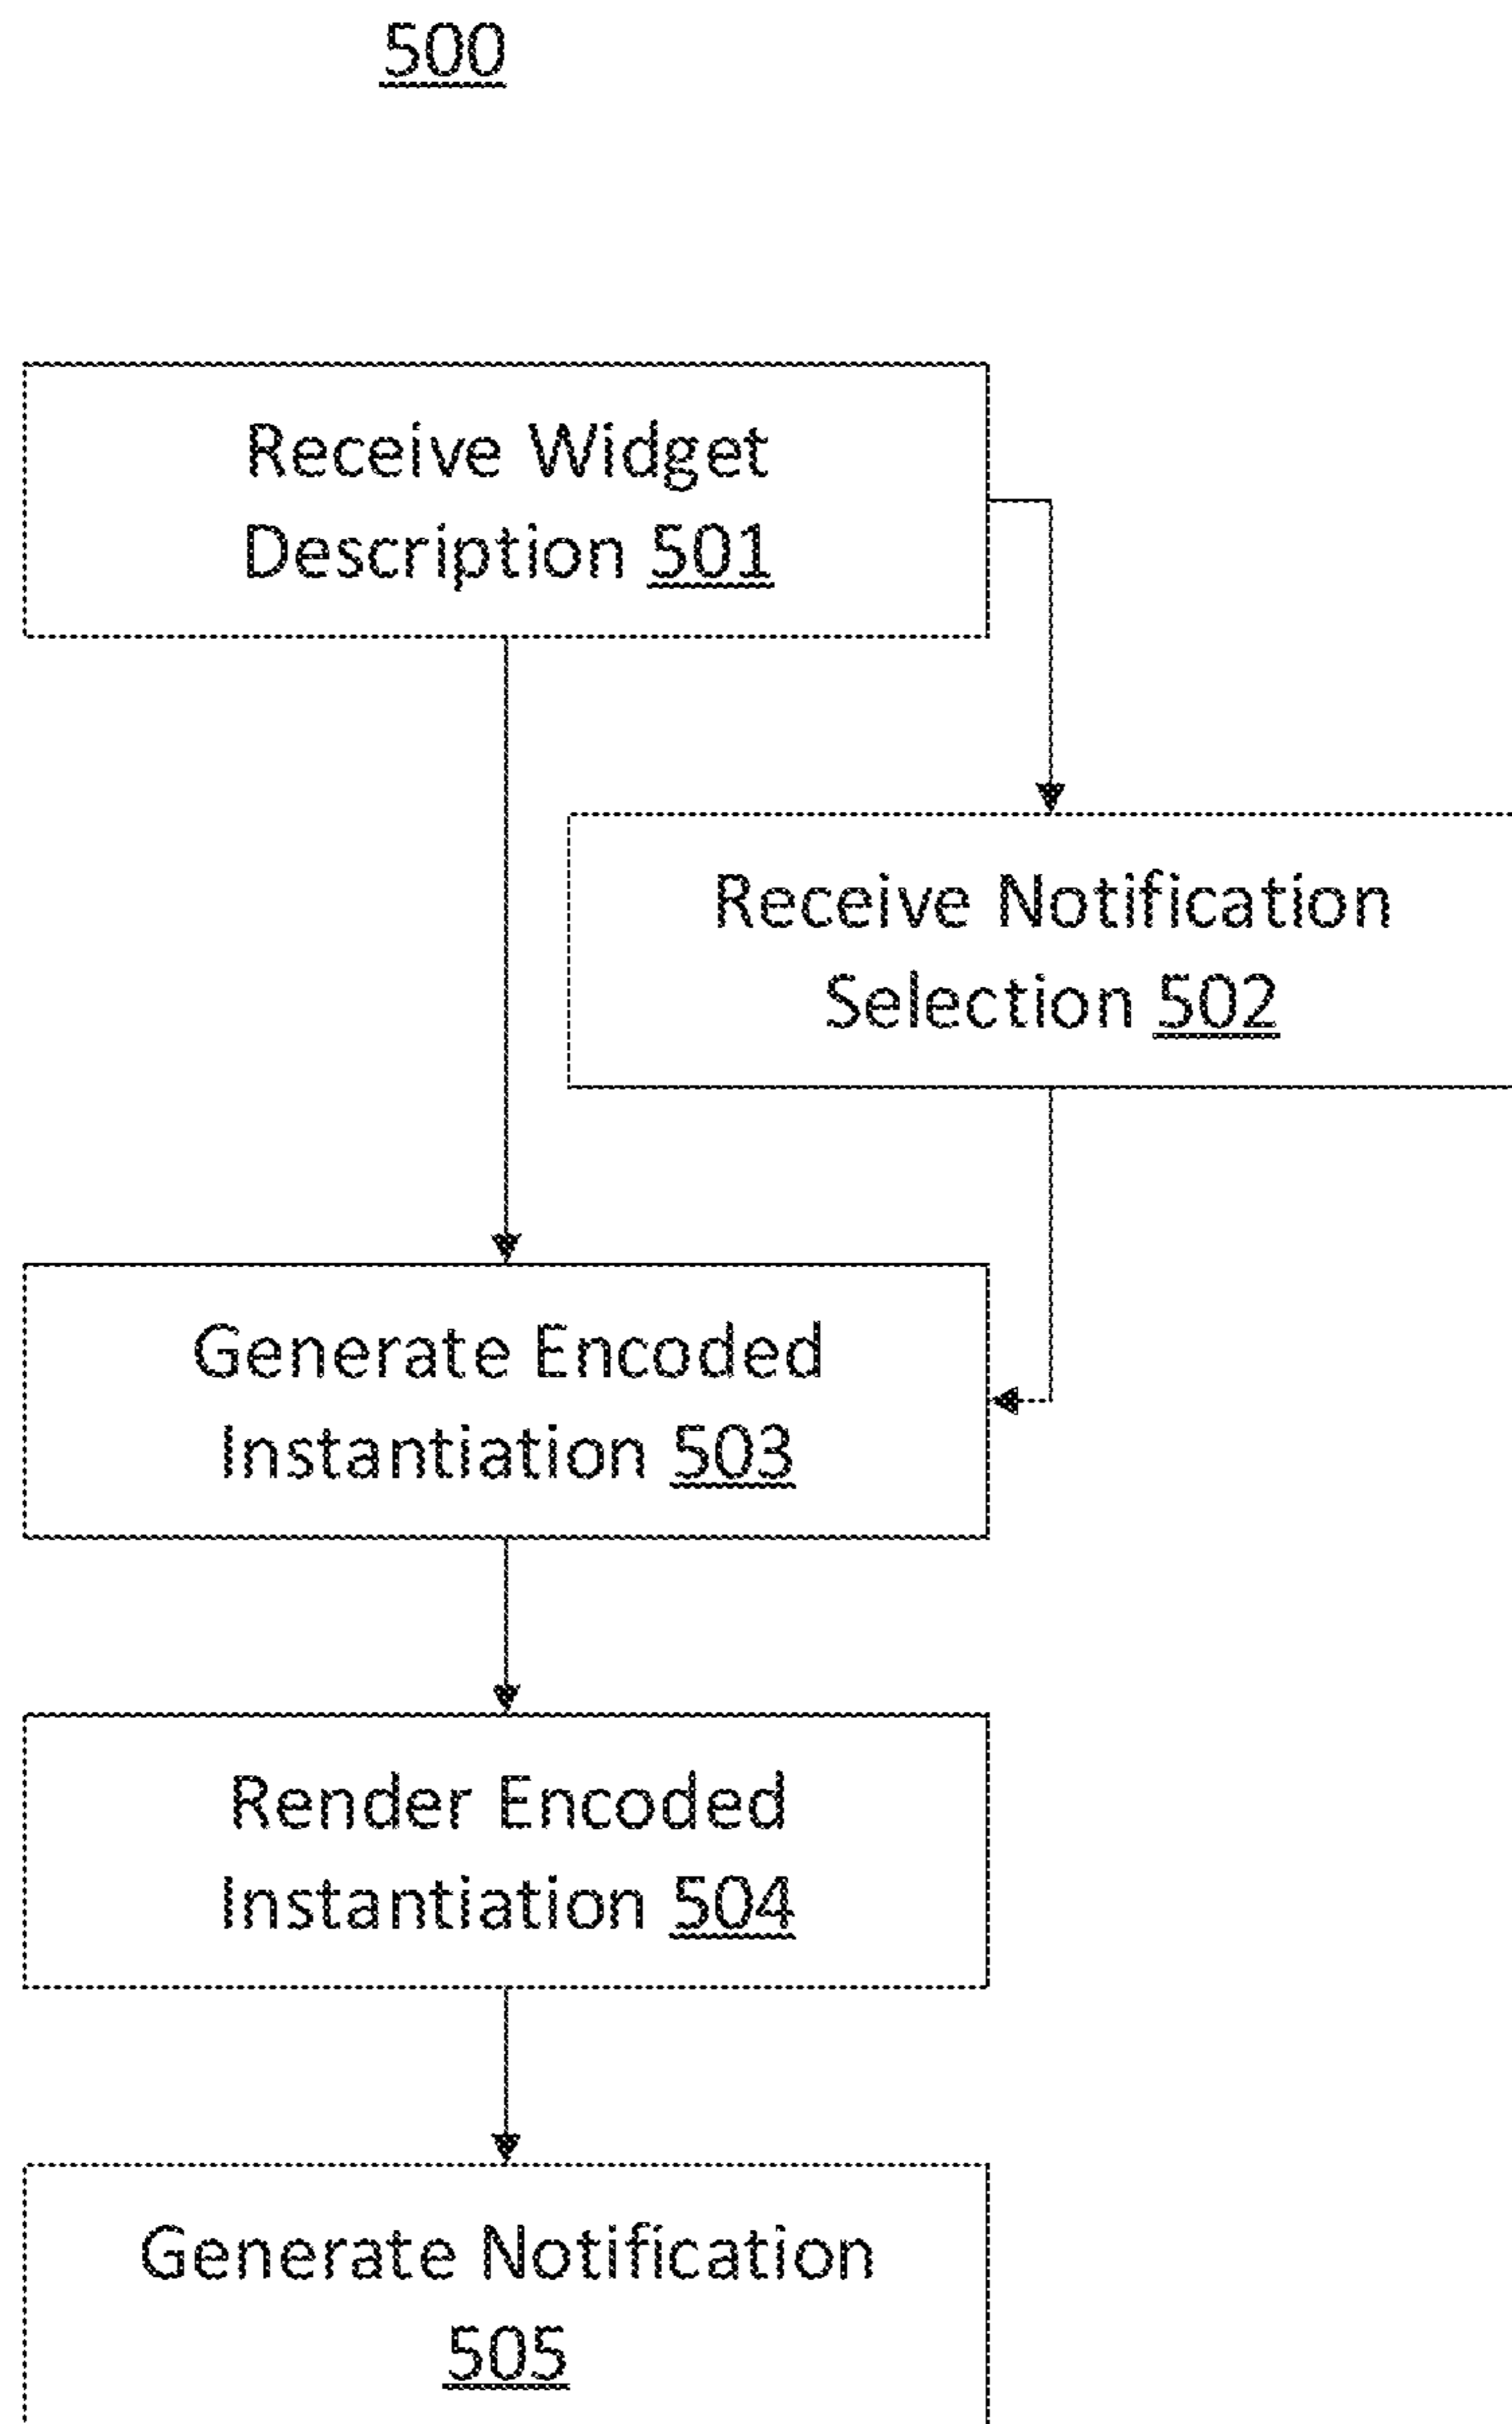 500
Receive Widget
Description 501
Receive Notification
Selection 502
Generate Encoded
Instantiation 503
Render Encoded
Instantiation 504
Generate Notification
505